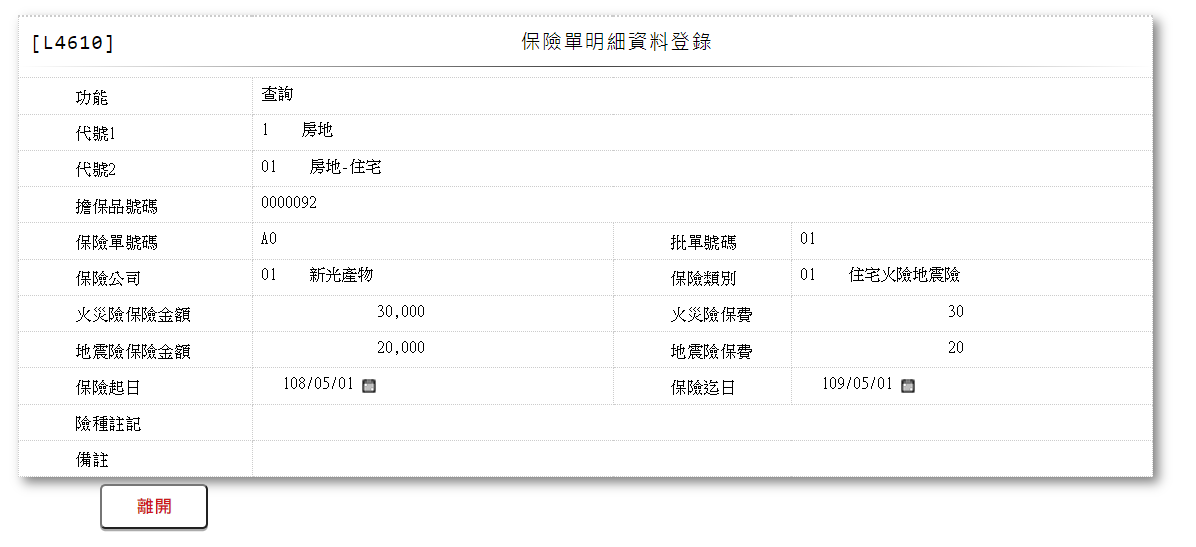 [L4610] 保險單明細資料登錄
功能 查詢
代號1 1 房地
代號2 01 房地-住宅
擔保品號碼 0000092
保險單號碼 A0 批單號碼 01
保險公司 01 新光產物 保險類別 01 住宅火險地震險
火災險保險金額 30,000 火災險保費 30
地震險保險金額 20,000 地震險保費 20
保險起日 108/05/01 保險迄日 109/05/01
險種註記
備註
離開